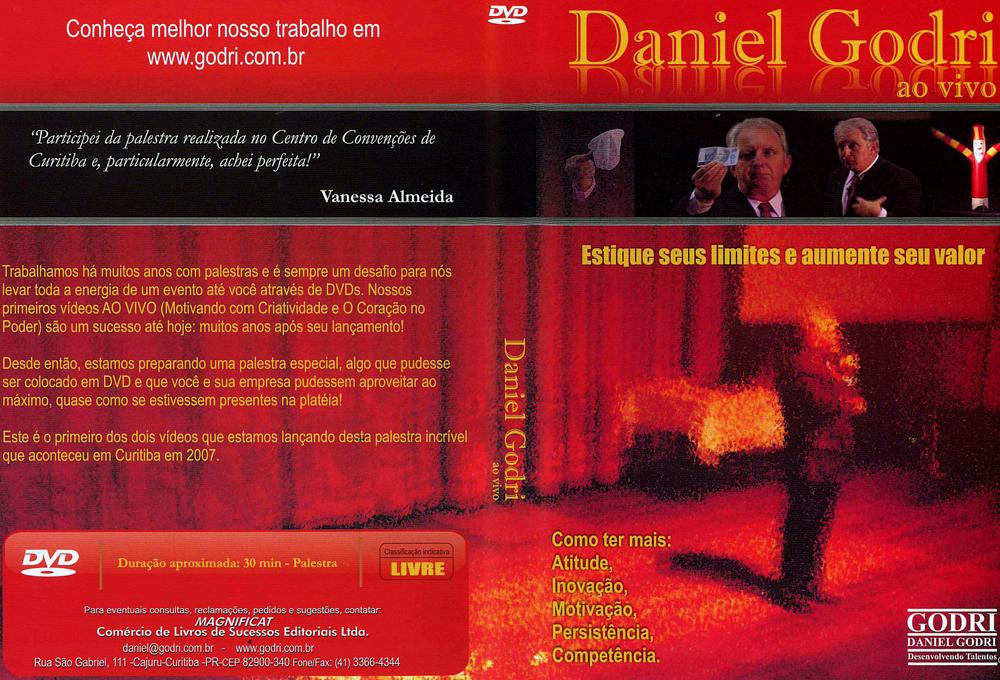 Conheça melhor nosso trabalho em
www.godri.com.br
"Participei da palestra realizada no Centro de Convenções de
Curitiba e, particularmente, achei perfeita!"
Vanessa Almeida
Trabalhamos há muitos anos com palestras e é sempre um desafio para nós
levar toda a energia de um evento até você através de DVDs. Nossos
primeiros vídeos AO VIVO (Motivando com Criatividade e O Coração no
Poder) são um sucesso até hoje: muitos anos após seu lançamento!
Desde então, estamos preparando uma palestra especial, algo que pudesse
ser colocado em DVD e que você e sua empresa pudessem aproveitar ao
máximo, quase como se estivessem presentes na platéia!
Este é o primeiro dos dois vídeos que estamos lançando desta palestra incrível
que aconteceu em Curitiba em 2007.
DVD
Duração aproximada: 30 min - Palestra
Classificação indicativa
LIVRE
Para eventuais consultas, reclamações, pedidos e sugestões, contatar:
MAGNIFICAT
Comércio de Livros de Sucessos Editoriais Ltda.
daniel@godri.com.br - www.godri.com.br
Rua São Gabriel, 111 -Cajuru-Curitiba -PR-CEP 82900-340 Fone/Fax: (41) 3366-4344
DVD
Daniel Godri
ao vivo
Daniel Godri
ao vivo
Estique seus limites e aumente seu valor
Como ter mais:
Atitude,
Inovação,
Motivação,
Persistência,
Competência.
GODRI
DANIEL GODRI
Desenvolvendo Talentos